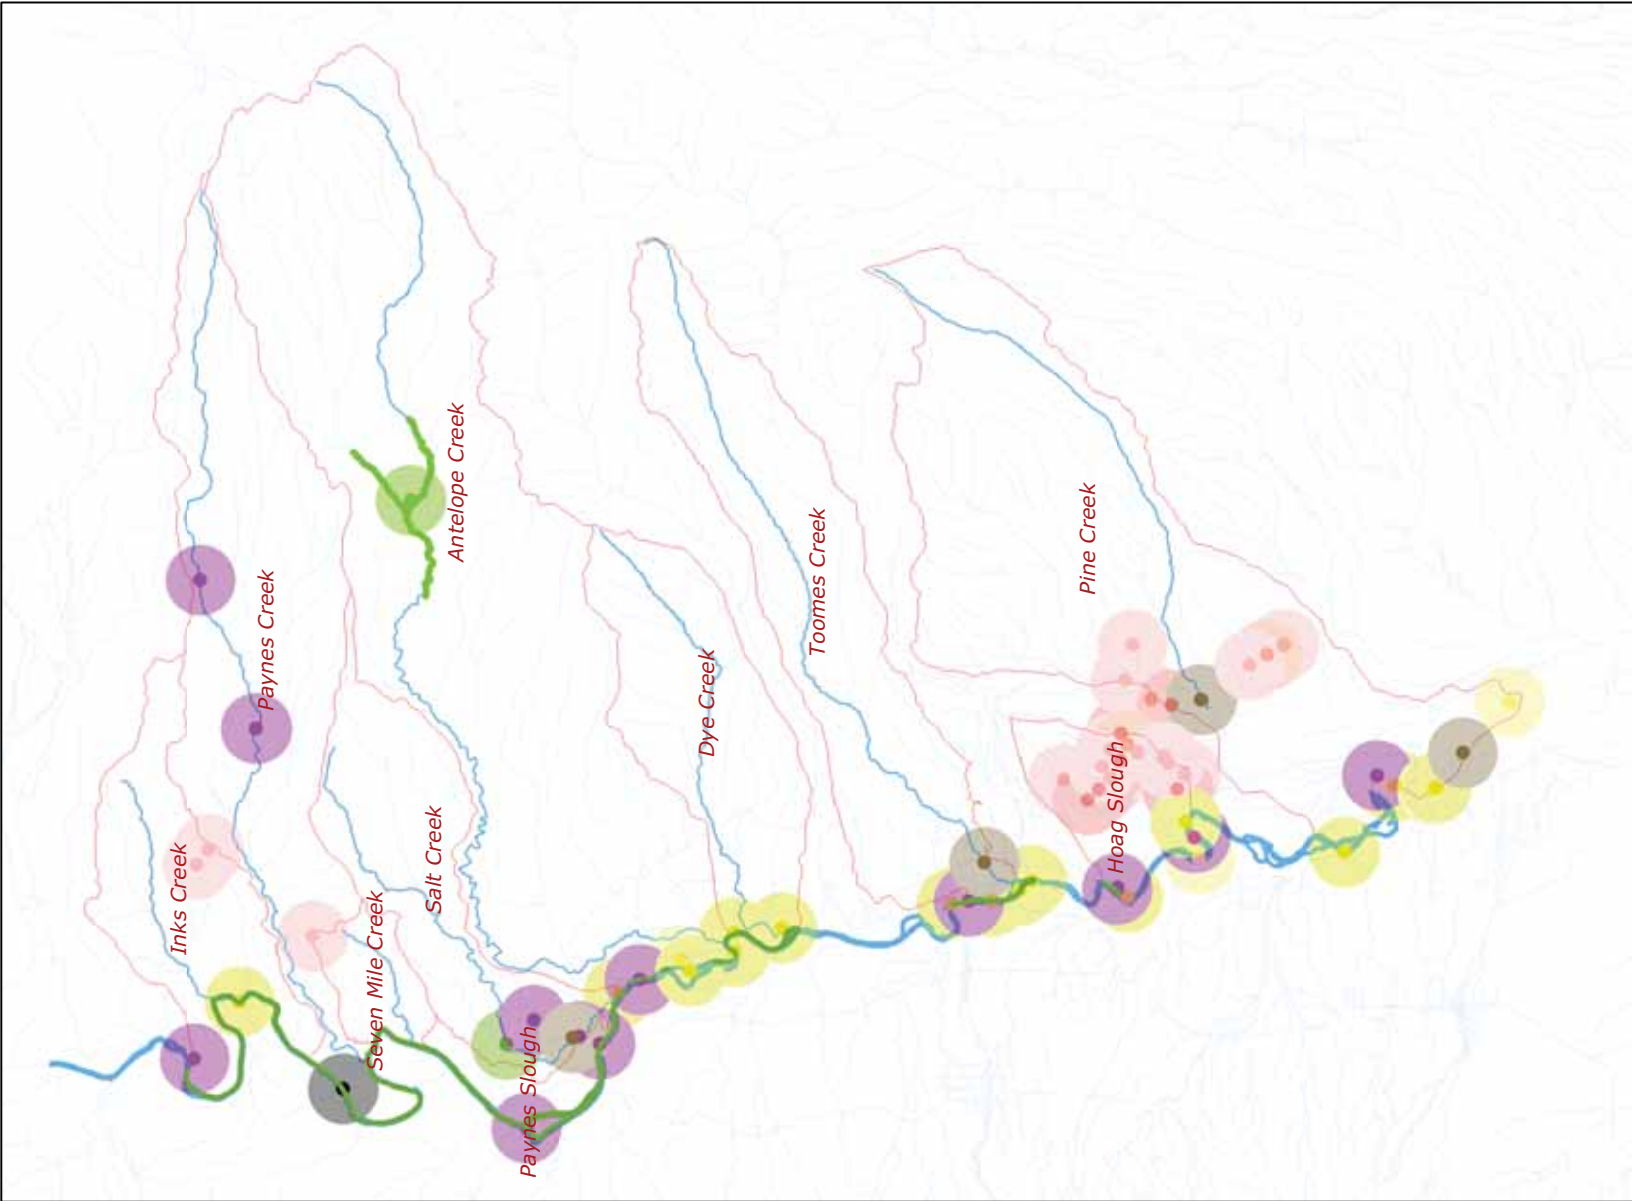 Inks Creek
Paynes Creek
Seven Mile Creek
Salt Creek
Antelope Creek
Paynes Slough
Dye Creek
Toomes Creek
Pine Creek
Hoag Slough